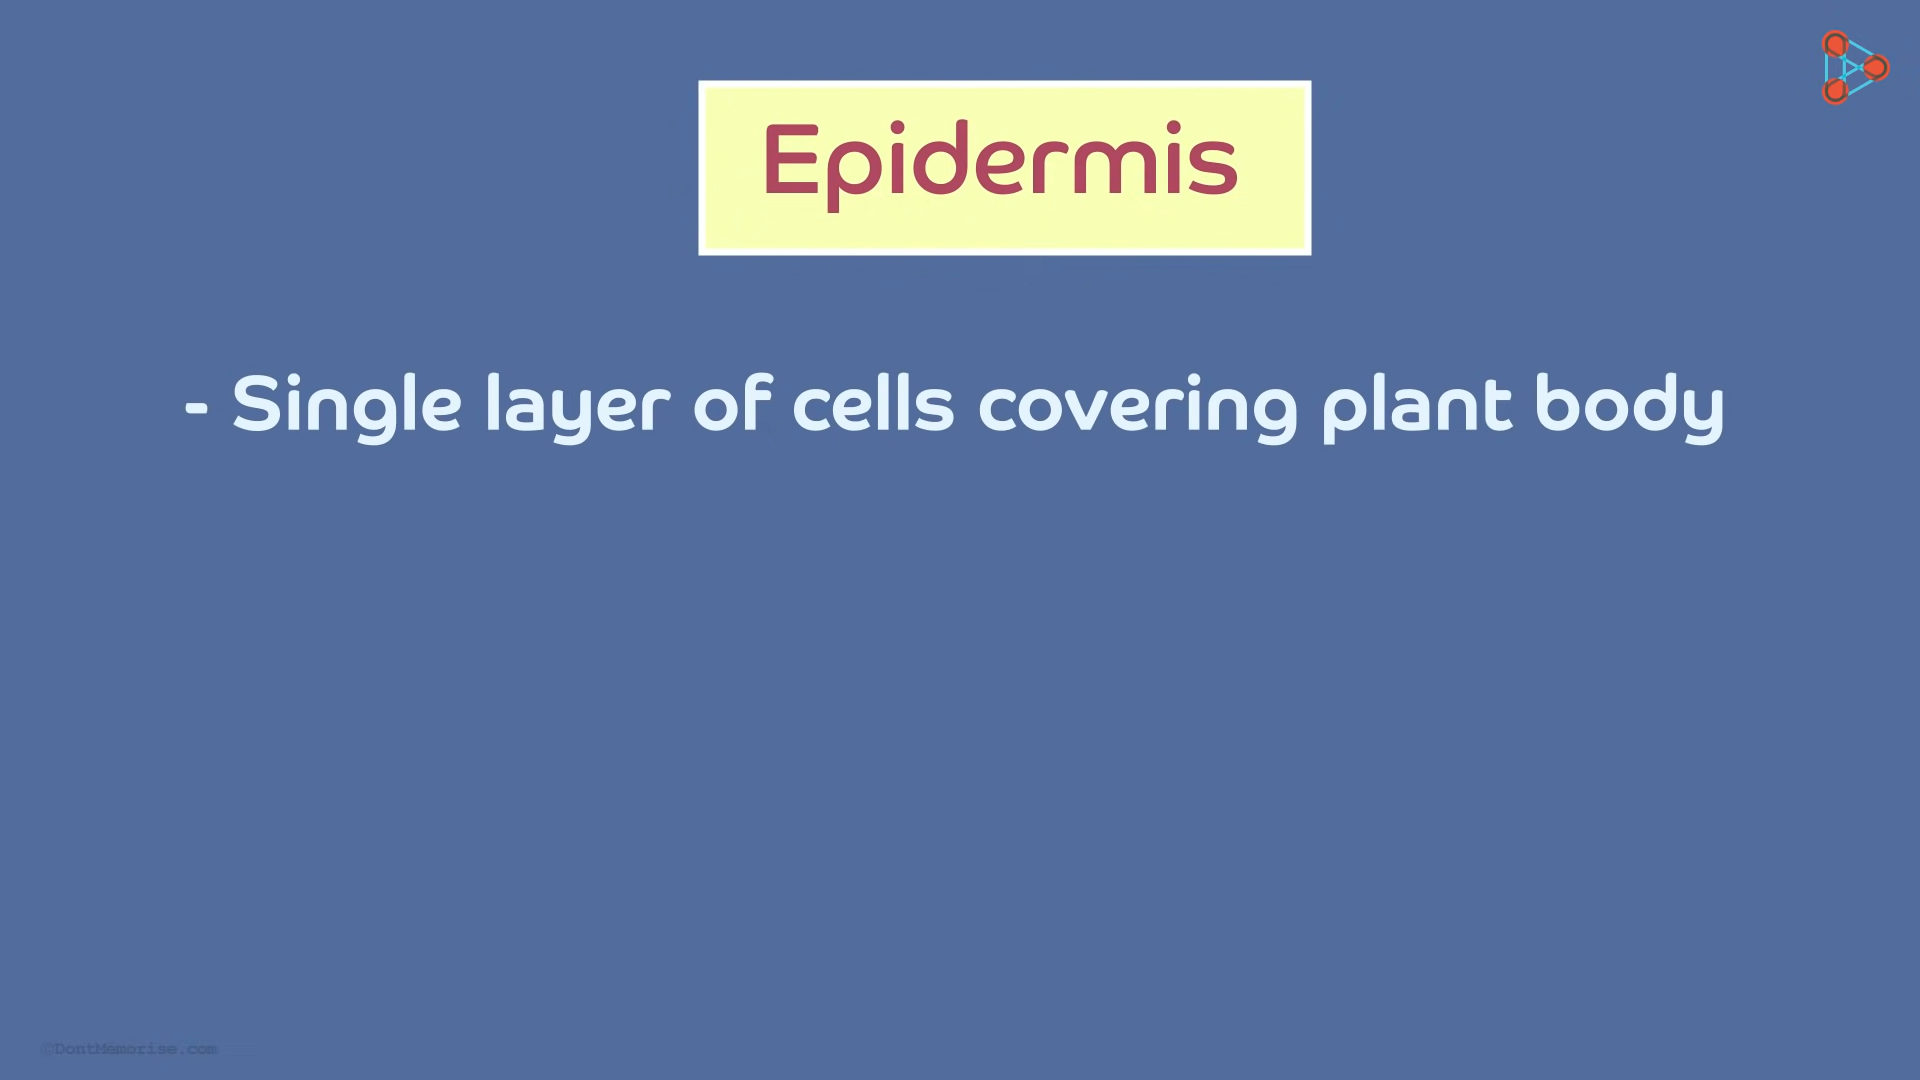 Epidermis
- Single layer of cells covering plant body
©DontMemorise.com